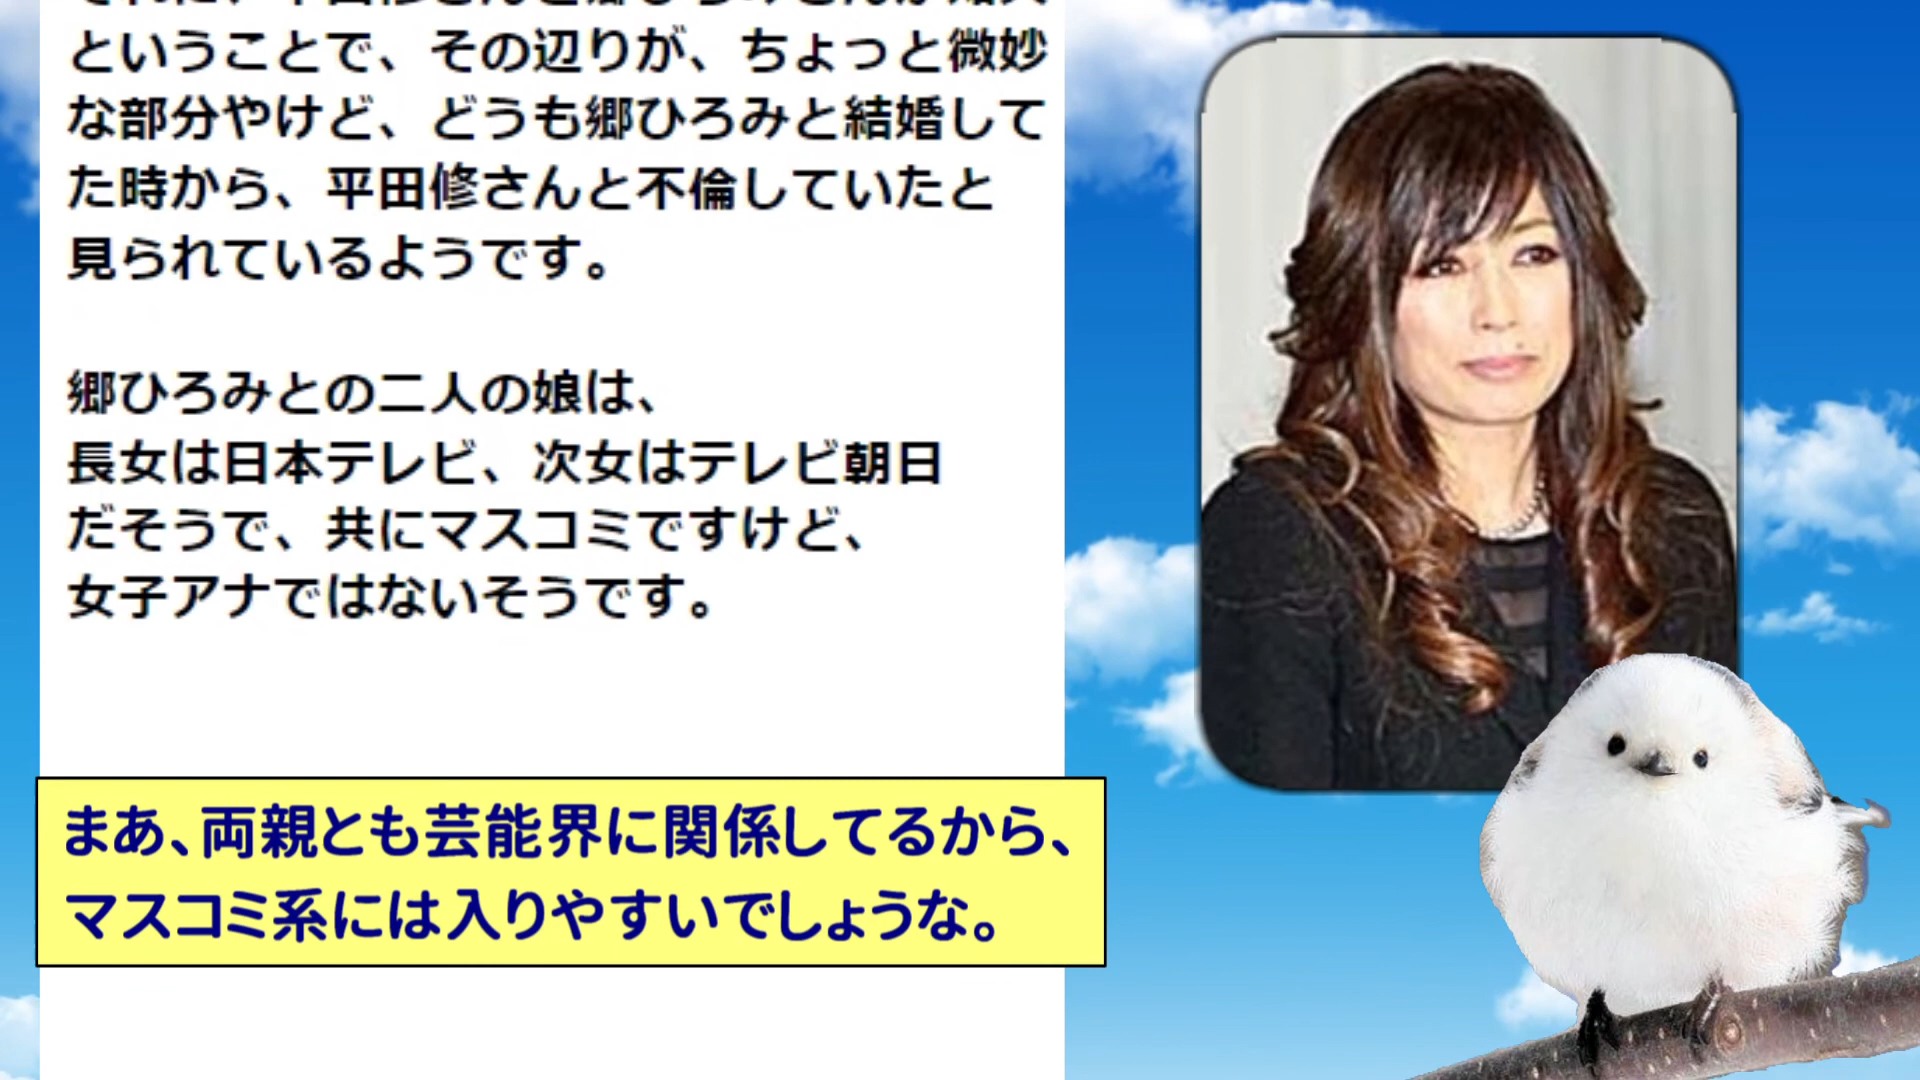 ということで、その辺りが、ちょっと微妙
な部分やけど、どうも郷ひろみと結婚して
た時から、平田修さんと不倫していたと
見られているようです。
郷ひろみとの二人の娘は、
長女は日本テレビ、次女はテレビ朝日
だそうで、共にマスコミですけど、
女子アナではないそうです。
まあ、両親とも芸能界に関係してるから、
マスコミ系には入りやすいでしょうな。